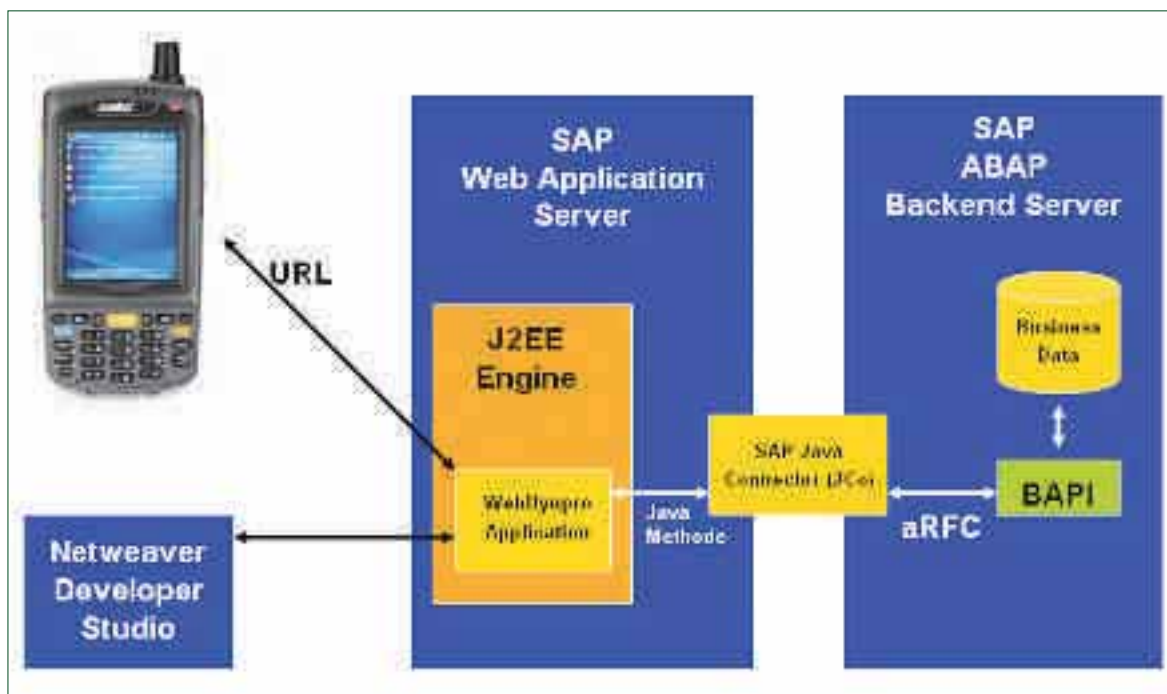 SAP
Web Application
Server
SAP
ABAP
Backend Server
URL
J2EE
Engine
Business
Data
SAP Java
Connector (JCo)
Application
Java
Methode
aRFC
BAPI
Netweaver
Developer
Studio